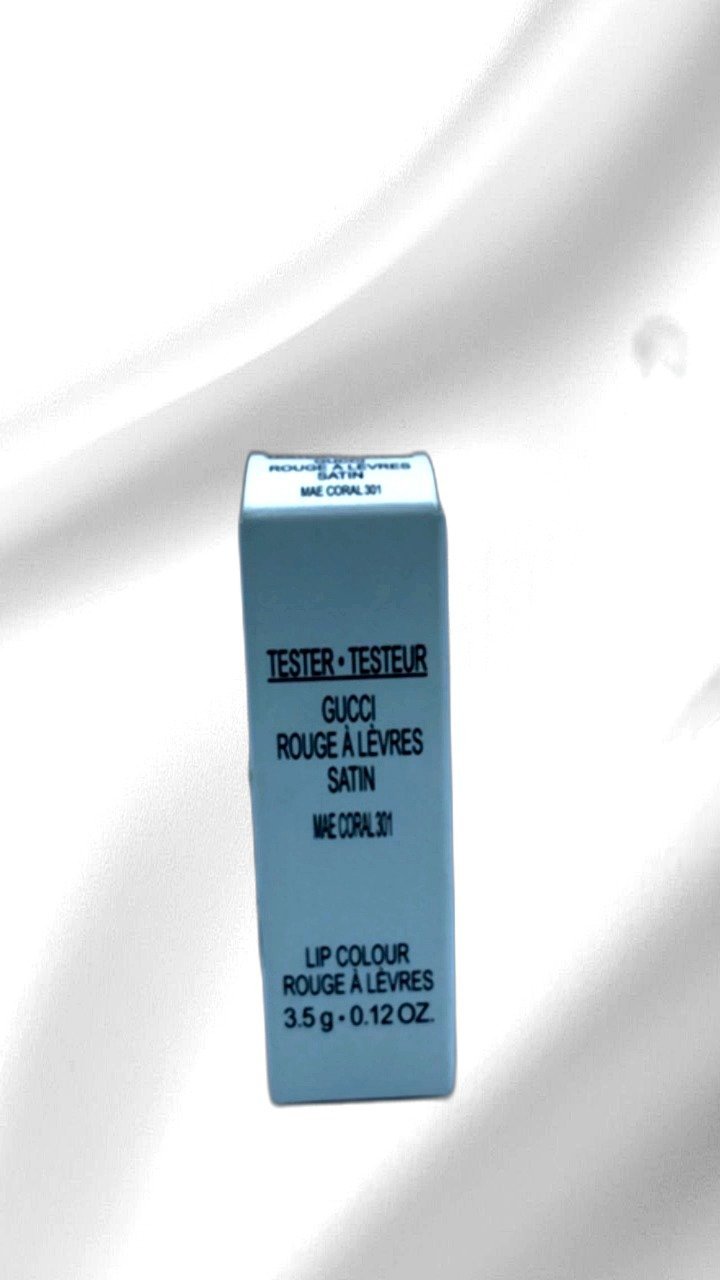 GUCCI
ROUGE À LÈVRES
SATIN
MAE CORAL 301
TESTER • TESTEUR
GUCCI
ROUGE À LÈVRES
SATIN
MAE CORAL 301
LIP COLOUR
ROUGE À LÈVRES
3.5 g • 0.12 OZ.